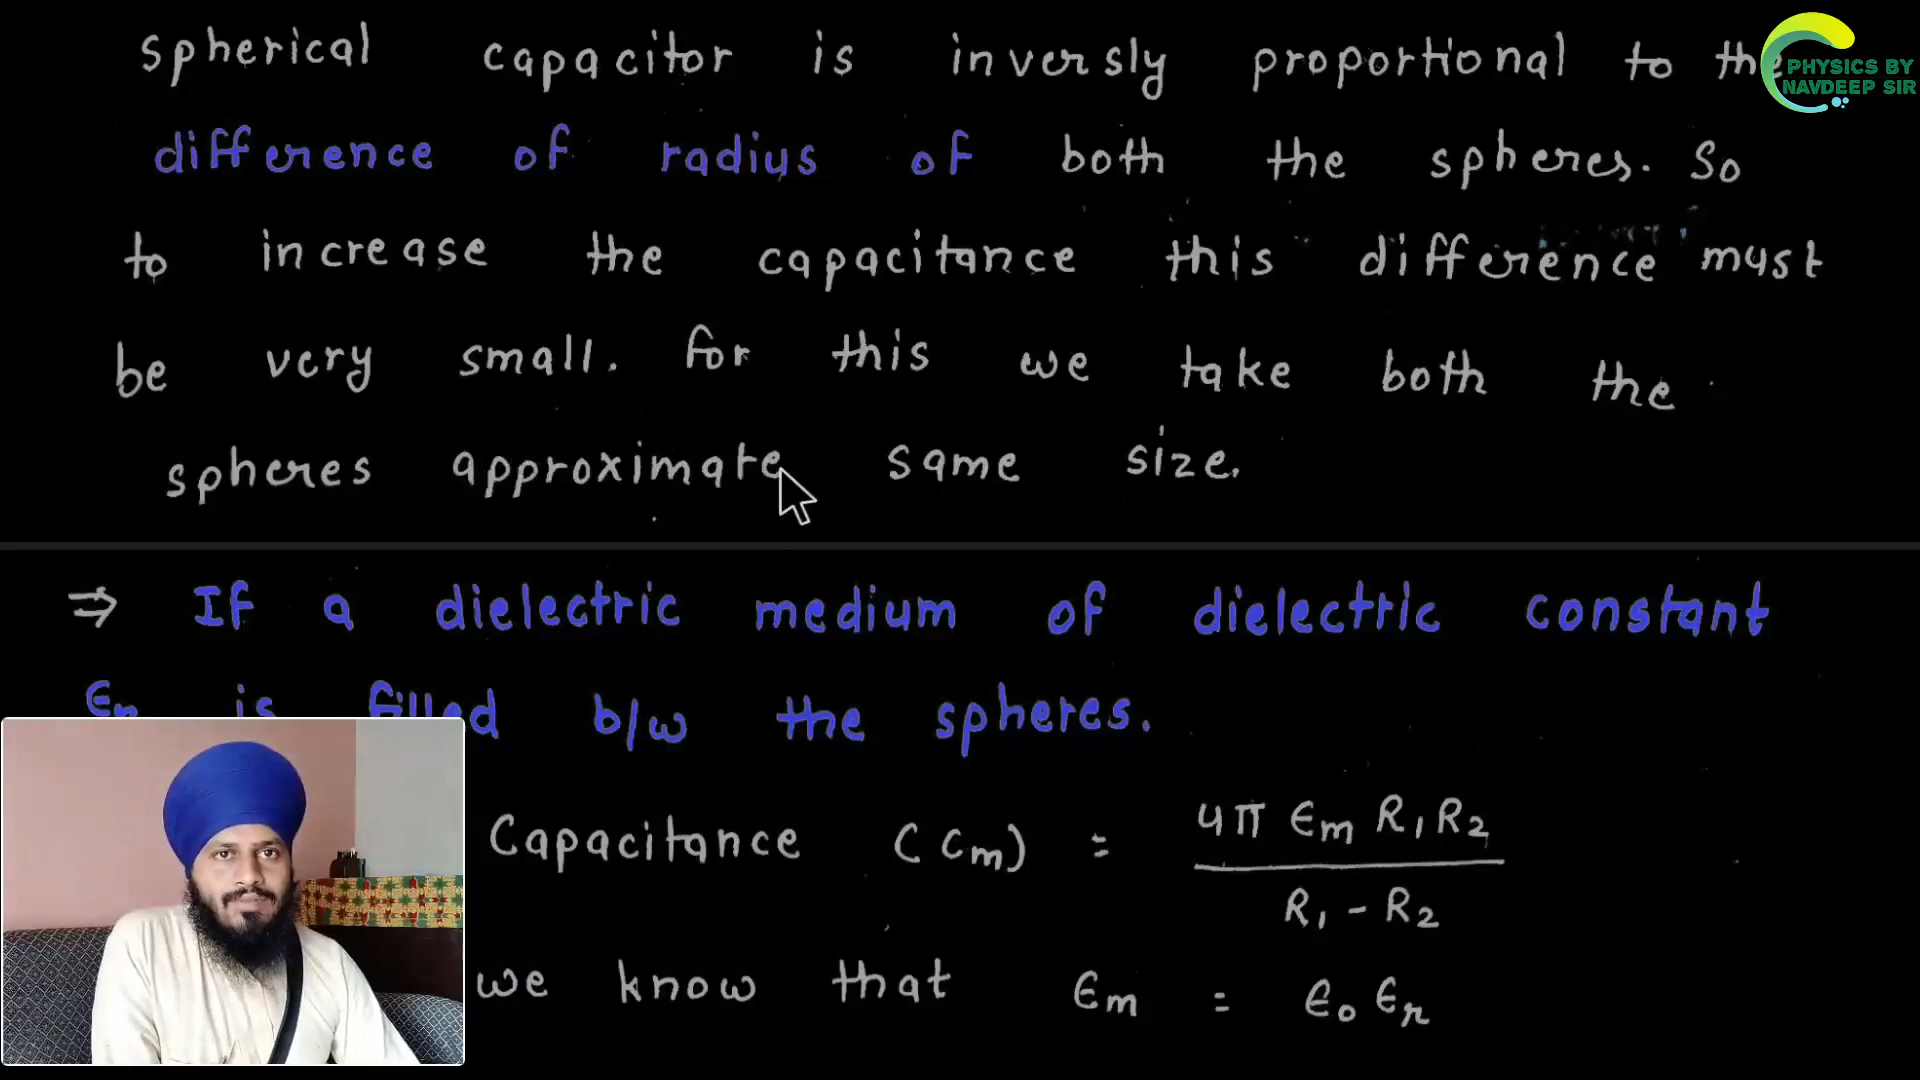 spherical capacitor is inversly proportional to the
PHYSICS BY
NAVDEEP SIR
difference of radius of both the spheres. So
to increase the capacitance this difference must
be very small. for this we take both the
spheres approximate same size.
⇒ If a dielectric medium of dielectric constant
ϵr is filled b/w the spheres.
Capacitance (Cm) = 4π ϵm R1 R2 / R1 - R2
we know that ϵm = ϵ0 ϵr